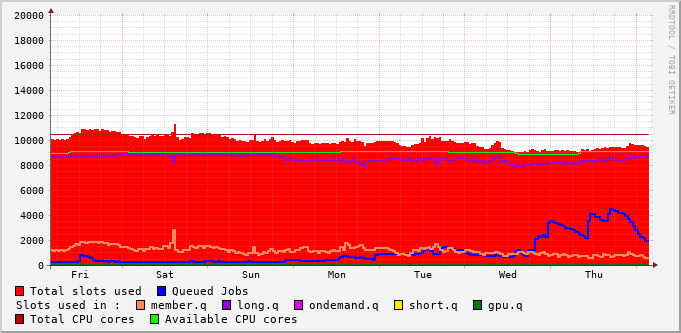 20000
18000
16000
14000
12000
10000
8000
6000
4000
2000
0
Fri Sat Sun Mon Tue Wed Thu
Total slots used Queued Jobs
Slots used in : member.q long.q ondemand.q short.q gpu.q
Total CPU cores Available CPU cores
RRDTOOL / TOBI OETIKER